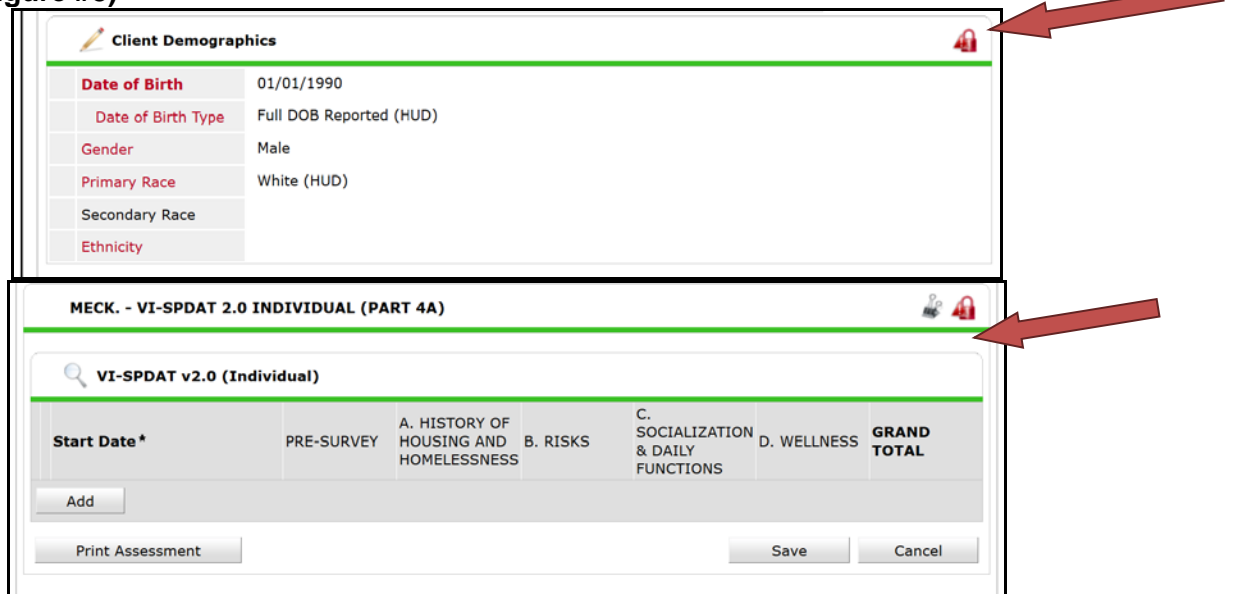 Client Demographics
Date of Birth 01/01/1990
Date of Birth Type Full DOB Reported (HUD)
Gender Male
Primary Race White (HUD)
Secondary Race
Ethnicity
MECK. - VI-SPDAT 2.0 INDIVIDUAL (PART 4A)
VI-SPDAT v2.0 (Individual)
Start Date* PRE-SURVEY A. HISTORY OF HOUSING AND HOMELESSNESS B. RISKS C. SOCIALIZATION & DAILY FUNCTIONS D. WELLNESS GRAND TOTAL
Add
Print Assessment Save Cancel